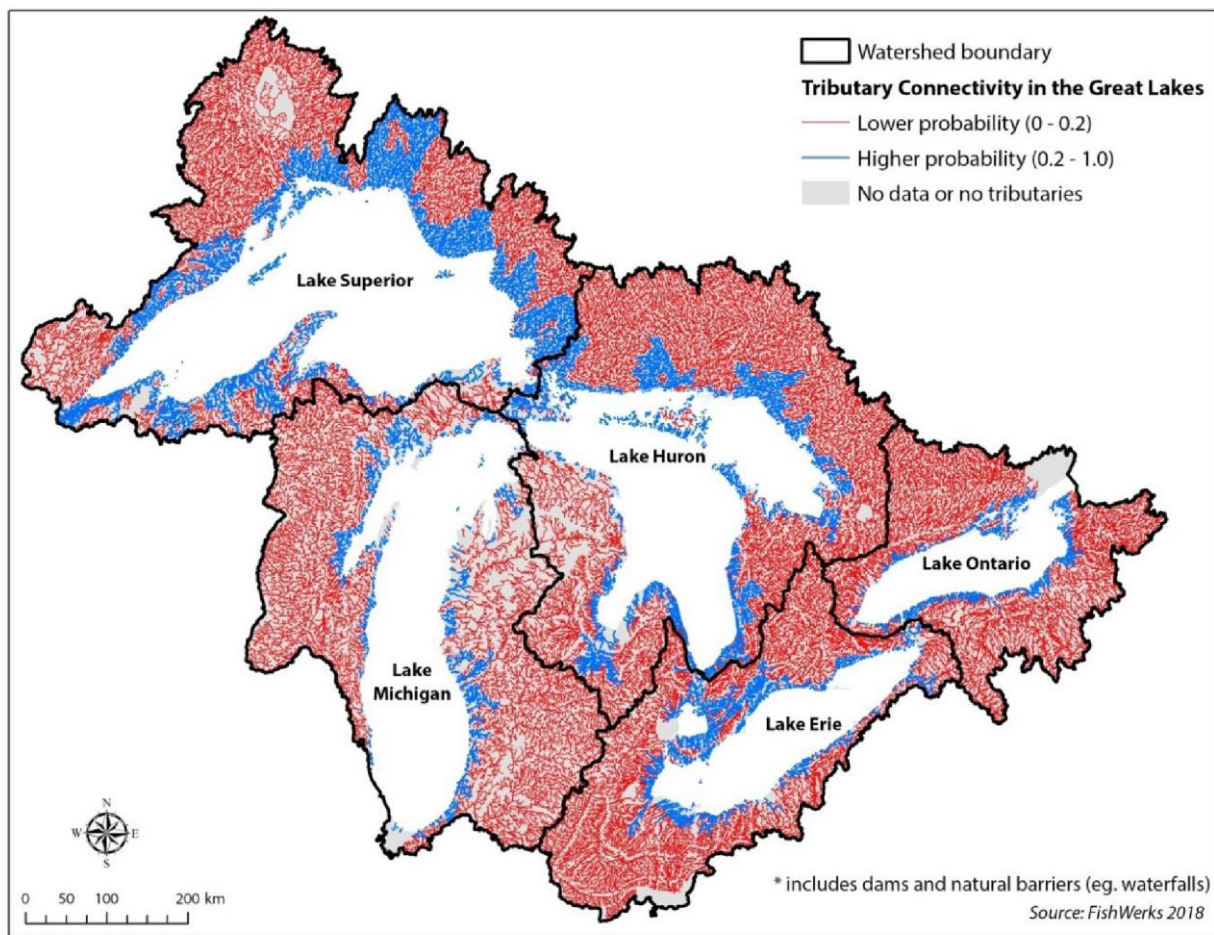 Watershed boundary
Tributary Connectivity in the Great Lakes
Lower probability (0 - 0.2)
Higher probability (0.2 - 1.0)
No data or no tributaries
Lake Superior
Lake Huron
Lake Ontario
Lake
Michigan
Lake Erie
N
W E
S
0 50 100 200 km
* includes dams and natural barriers (eg. waterfalls)
Source: FishWerks 2018